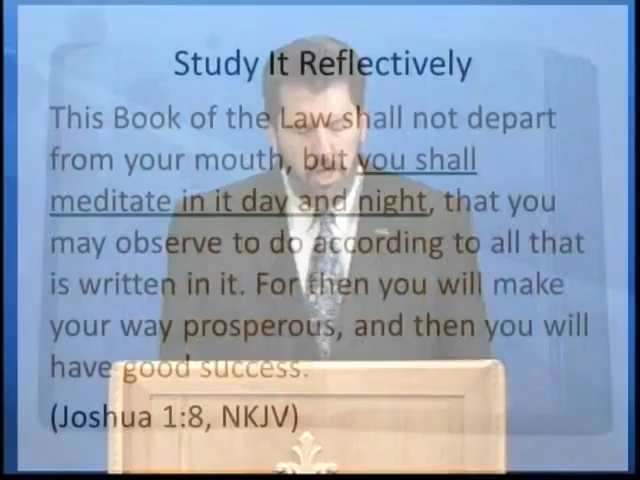 Study It Reflectively
This Book of the Law shall not depart
from your mouth, but you shall
meditate in it day and night, that you
may observe to do according to all that
is written in it. For then you will make
your way prosperous, and then you will
have good success.
(Joshua 1:8, NKJV)